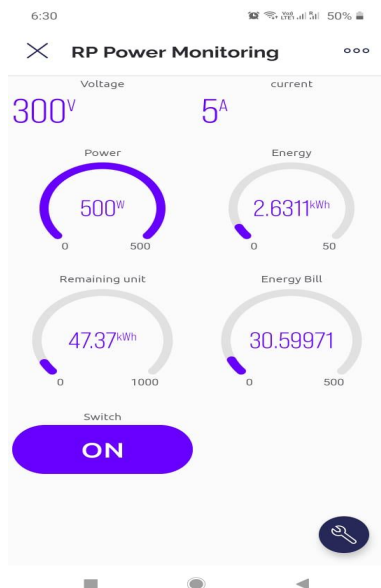 6:30
50%
RP Power Monitoring
Voltage current
300V 5A
Power Energy
500W 2.6311kWh
0 500 0 50
Remaining unit Energy Bill
47.37kWh 30.59971
0 1000 0 500
Switch
ON